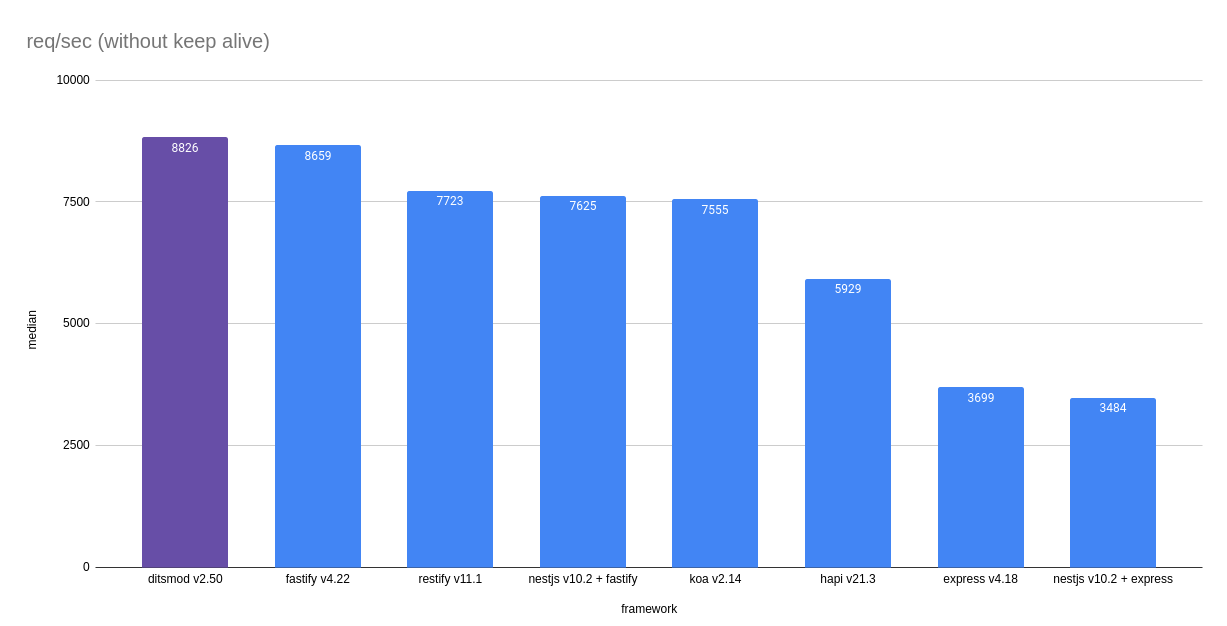 req/sec (without keep alive)
10000
7500
5000
2500
0
median
8826
8659
7723
7625
7555
5929
3699
3484
ditsmod v2.50
fastify v4.22
restify v11.1
nestjs v10.2 + fastify
koa v2.14
hapi v21.3
express v4.18
nestjs v10.2 + express
framework